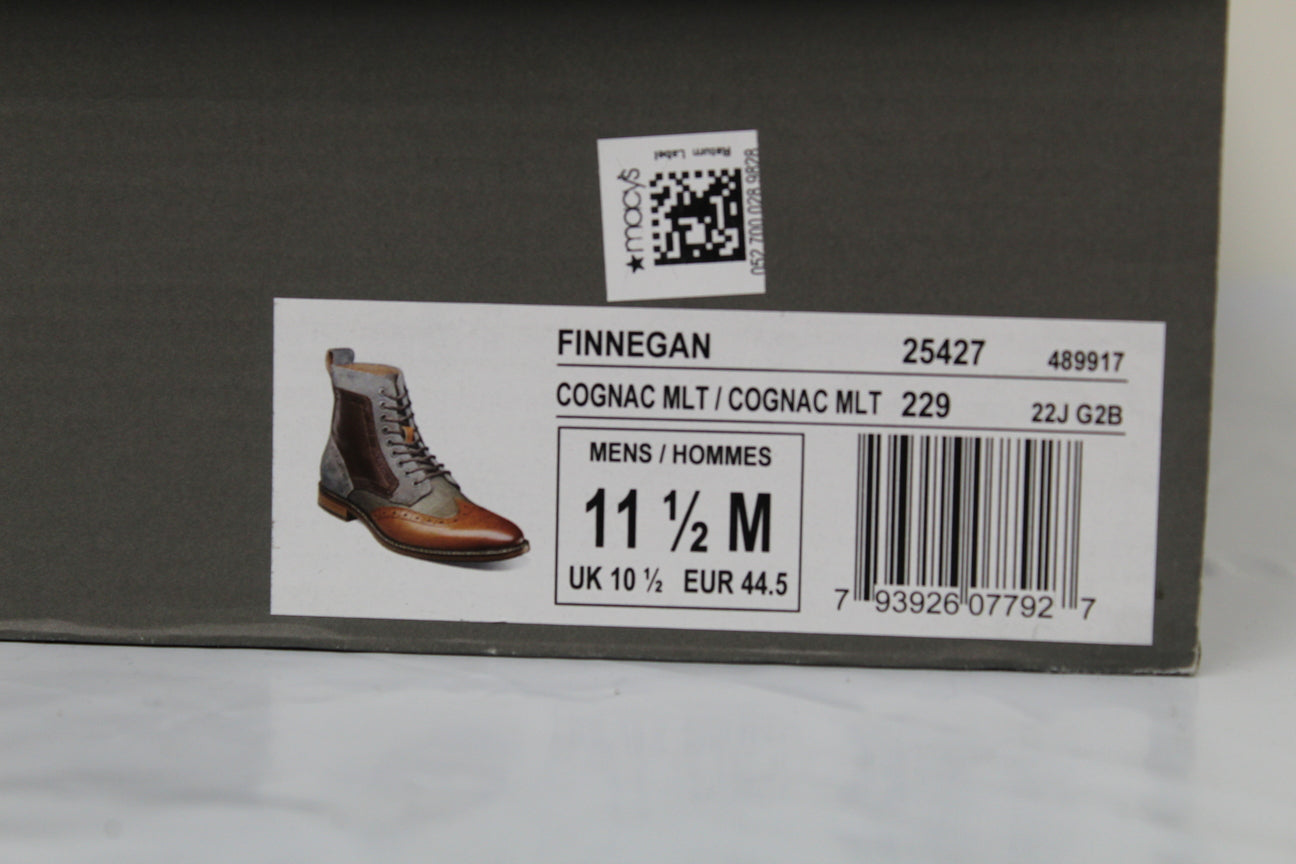 Return Label
★macy's
052 700 028 9828
FINNEGAN 25427 489917
COGNAC MLT / COGNAC MLT 229 22J G2B
MENS / HOMMES
11 ½ M
UK 10 ½ EUR 44.5
7 93926 07792 7